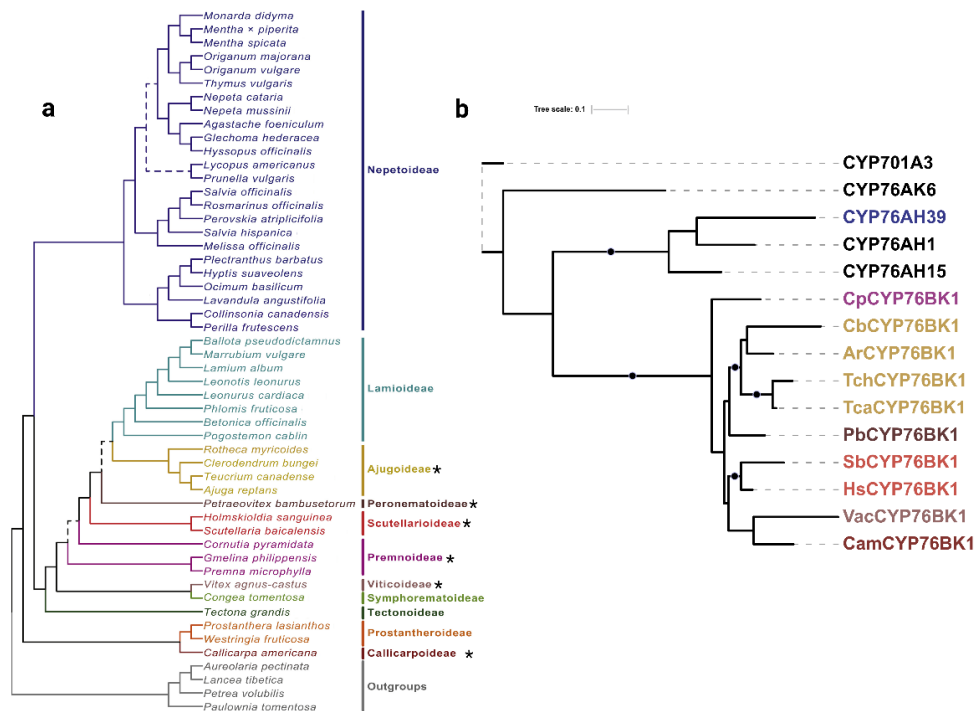 a
Monarda didyma
Mentha × piperita
Mentha spicata
Origanum majorana
Origanum vulgare
Thymus vulgaris
Nepeta cataria
Nepeta mussinii
Agastache foeniculum
Glechoma hederacea
Hyssopus officinalis
Lycopus americanus
Prunella vulgaris
Salvia officinalis
Rosmarinus officinalis
Perovskia atriplicifolia
Salvia hispanica
Melissa officinalis
Plectranthus barbatus
Hyptis suaveolens
Ocimum basilicum
Lavandula angustifolia
Collinsonia canadensis
Perilla frutescens
Nepetoideae
Ballota pseudodictamnus
Marrubium vulgare
Lamium album
Leonotis leonurus
Leonurus cardiaca
Phlomis fruticosa
Betonica officinalis
Pogostemon cablin
Lamioideae
Rotheca myricoides
Clerodendrum bungei
Teucrium canadense
Ajuga reptans
Ajugoideae *
Petraeovitex bambusetorum
Peronematoideae *
Holmskioldia sanguinea
Scutellaria baicalensis
Scutellarioideae *
Cornutia pyramidata
Gmelina philippensis
Premna microphylla
Premnoideae *
Vitex agnus-castus
Viticoideae *
Congea tomentosa
Symphorematoideae
Tectona grandis
Tectonoideae
Prostanthera lasianthos
Westringia fruticosa
Prostantheroideae
Callicarpa americana
Callicarpoideae *
Aureolaria pectinata
Lancea tibetica
Petrea volubilis
Paulownia tomentosa
Outgroups
b
Tree scale: 0.1
CYP701A3
CYP76AK6
CYP76AH39
CYP76AH1
CYP76AH15
CpCYP76BK1
CbCYP76BK1
ArCYP76BK1
TchCYP76BK1
TcaCYP76BK1
PbCYP76BK1
SbCYP76BK1
HsCYP76BK1
VacCYP76BK1
CamCYP76BK1